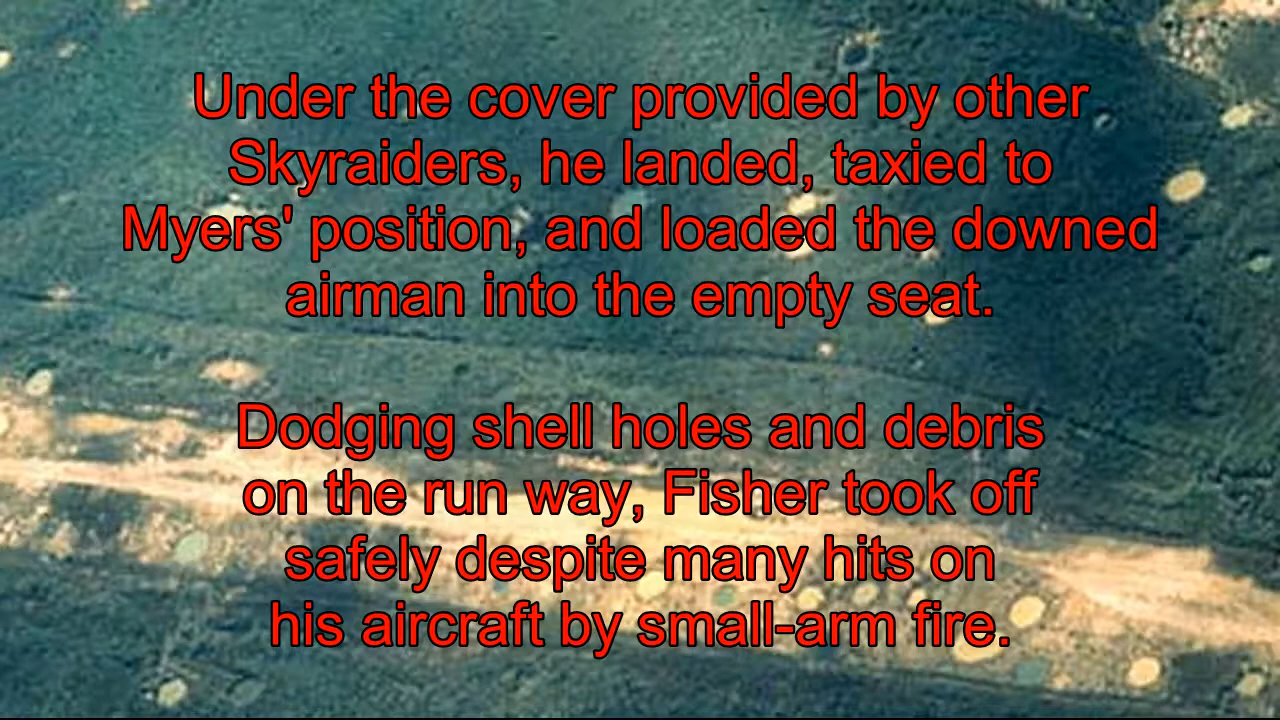 Under the cover provided by other
Skyraiders, he landed, taxied to
Myers' position, and loaded the downed
airman into the empty seat.
Dodging shell holes and debris
on the run way, Fisher took off
safely despite many hits on
his aircraft by small-arm fire.